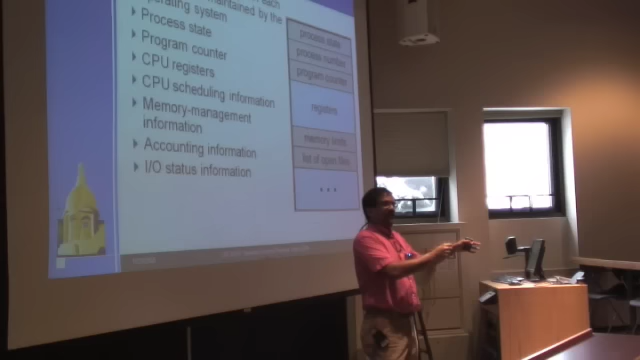 each
operating system maintained by the
Process state
Program counter
CPU registers
CPU scheduling information
Memory-management
information
Accounting information
I/O status information
process state
process number
program counter
registers
memory limits
list of open files
• • •